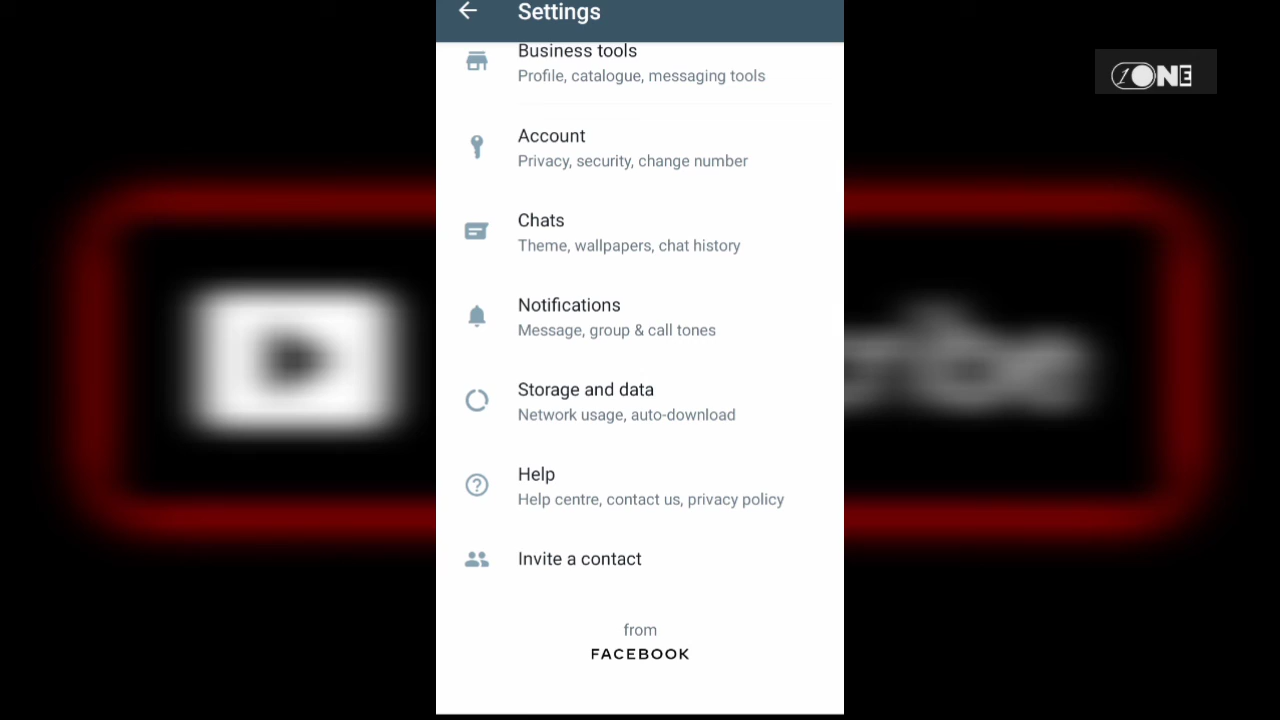 Settings
1ONE
Business tools
Profile, catalogue, messaging tools
Account
Privacy, security, change number
Chats
Theme, wallpapers, chat history
Notifications
Message, group & call tones
Storage and data
Network usage, auto-download
Help
Help centre, contact us, privacy policy
Invite a contact
from
FACEBOOK